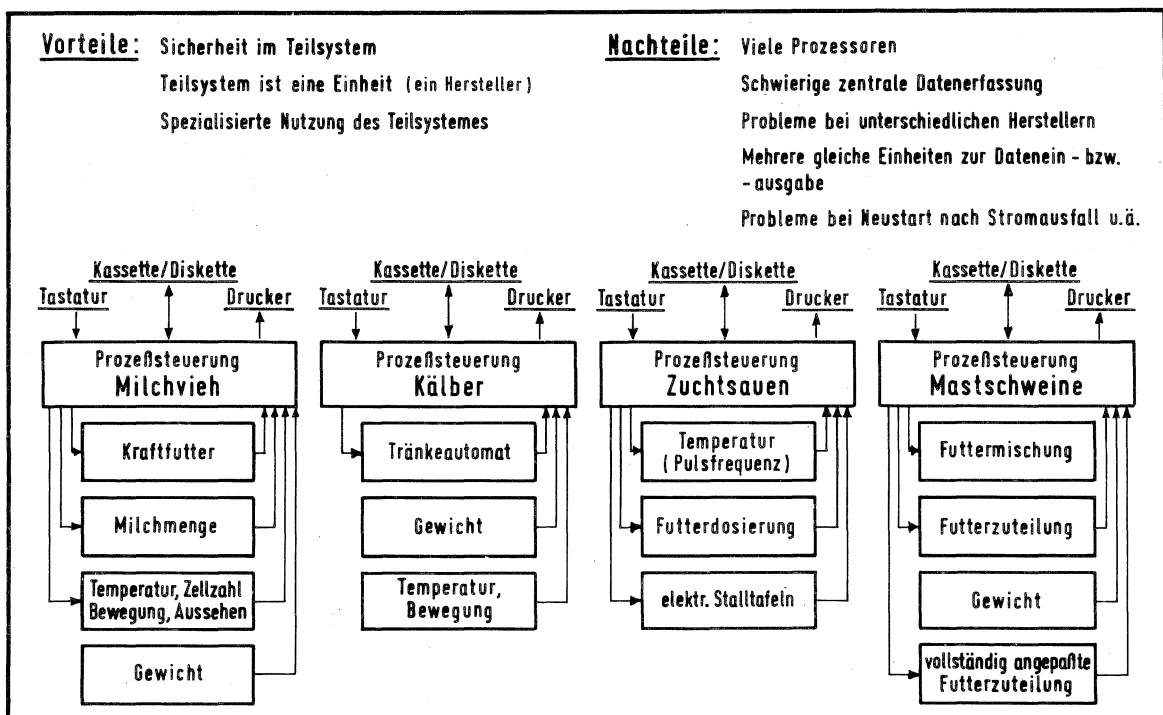 Vorteile: Sicherheit im Teilsystem
Teilsystem ist eine Einheit (ein Hersteller)
Spezialisierte Nutzung des Teilsystemes
Nachteile: Viele Prozessoren
Schwierige zentrale Datenerfassung
Probleme bei unterschiedlichen Herstellern
Mehrere gleiche Einheiten zur Datenein- bzw.
-ausgabe
Probleme bei Neustart nach Stromausfall u.ä.
Kassette/Diskette
Tastatur
Drucker
Prozeßsteuerung
Milchvieh
Kraftfutter
Milchmenge
Temperatur, Zellzahl
Bewegung, Aussehen
Gewicht
Kassette/Diskette
Tastatur
Drucker
Prozeßsteuerung
Kälber
Tränkeautomat
Gewicht
Temperatur,
Bewegung
Kassette/Diskette
Tastatur
Drucker
Prozeßsteuerung
Zuchtsauen
Temperatur
(Pulsfrequenz)
Futterdosierung
elektr. Stalltafeln
Kassette/Diskette
Tastatur
Drucker
Prozeßsteuerung
Mastschweine
Futtermischung
Futterzuteilung
Gewicht
vollständig angepaßte
Futterzuteilung